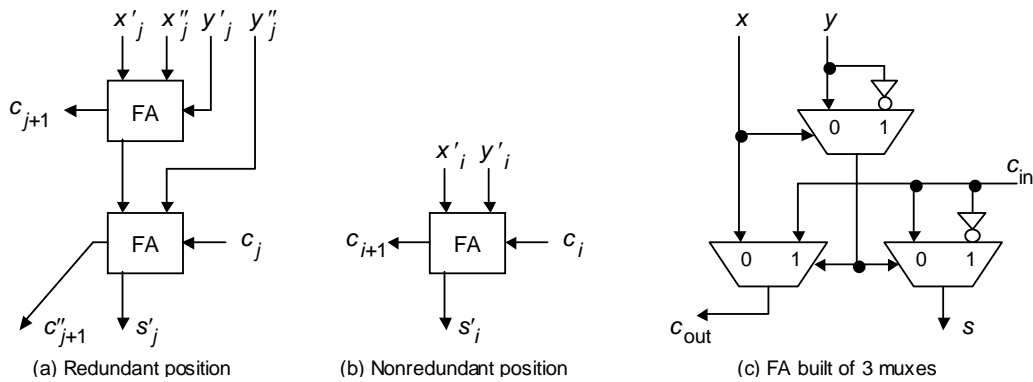 x′j x″j y′j y″j
FA
cj+1
FA
cj
c″j+1 s′j
(a) Redundant position
x′i y′i
ci+1 FA ci
s′i
(b) Nonredundant position
x y
0 1
cin
0 1 0 1
cout s
(c) FA built of 3 muxes